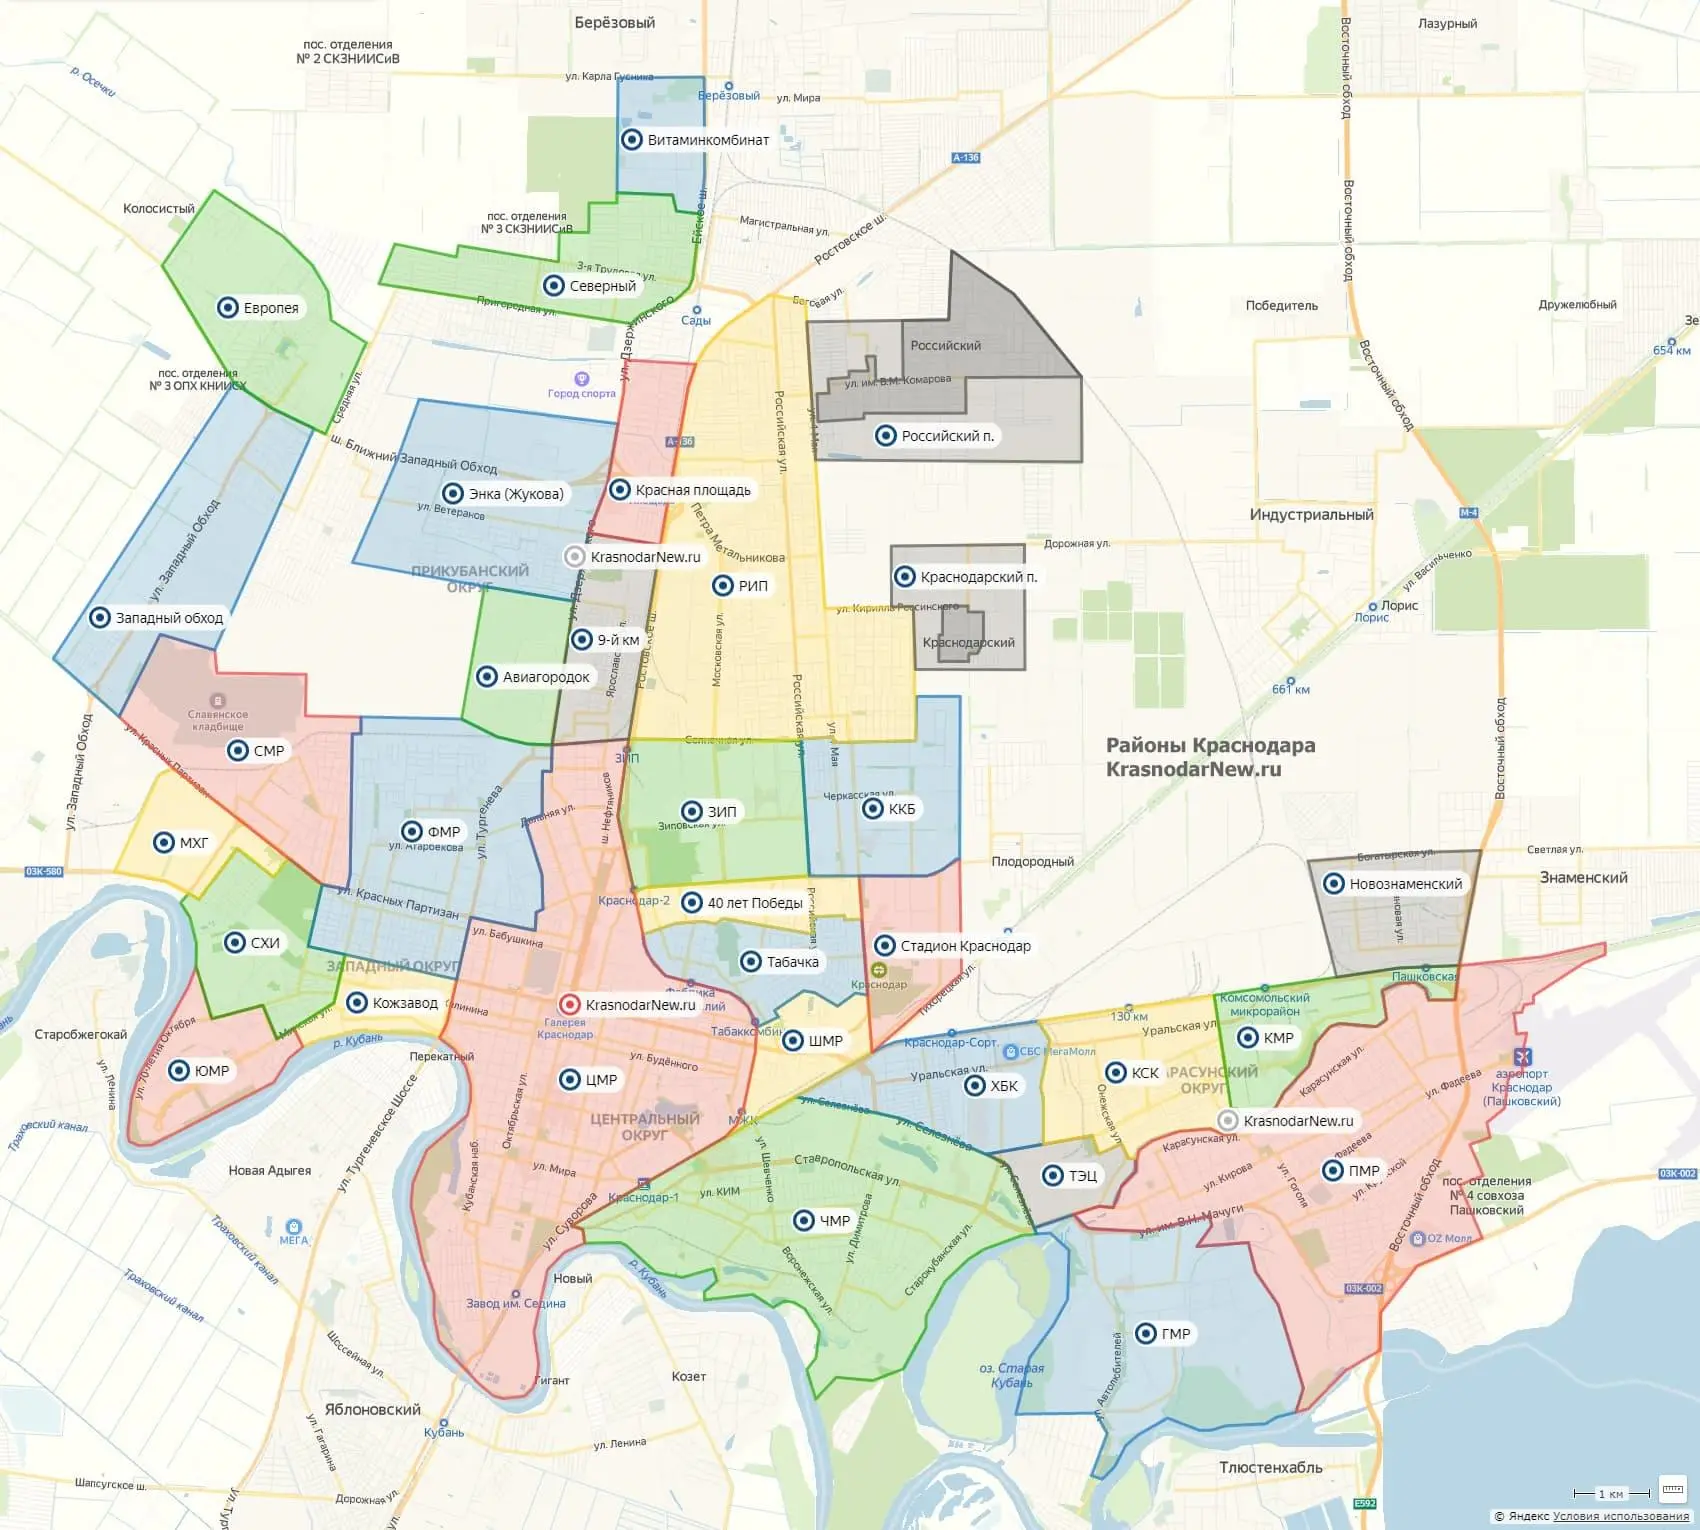 Берёзовый
Лазурный
пос. отделения
№ 2 СКЗНИИСиВ
р. Осечки
ул. Карла Гусника
Берёзовый
ул. Мира
Восточный обход
Витаминкомбинат
А-136
Колосистый
пос. отделения
№ 3 СКЗНИИСиВ
Ейское ш.
Магистральная ул.
Ростовское ш.
Восточный обход
Восточный обход
3-я Трудовая ул.
Северный
Пригородная ул.
ул. Дзержинского
Сады
Европея
Победитель
Дружелюбный
654 км
Российский
ул. им. В.М. Комарова
Российский п.
пос. отделения
№ 3 ОПХ КНИИСХ
Средняя ул.
Город спорта
Российская ул.
Восточный обход
А-136
ш. Ближний Западный Обход
Энка (Жукова)
ул. Ветеранов
Красная площадь
Петра Метальникова
ул. Западный Обход
Индустриальный
М-4
KrasnodarNew.ru
ПРИКУБАНСКИЙ
ОКРУГ
РИП
Дорожная ул.
Краснодарский п.
ул. Васильченко
Западный обход
ул. Кирилла Россинского
Лорис
Лорис
9-й км
Краснодарский
Московская ул.
Авиагородок
661 км
Славянское
кладбище
СМР
ул. Красных Партизан
ул. Западный Обход
Российская ул.
Солнечная ул.
ул. 1 Мая
ЗИП
Районы Краснодара
KrasnodarNew.ru
Восточный обход
ул. Тургенева
Дальняя ул.
ш. Нефтяников
ЗИП
Зиповская ул.
Черкасская ул.
ККБ
МХГ
ФМР
ул. Атарбекова
03К-580
Плодородный
Богатырская ул.
Светлая ул.
Знаменский
Новознаменский
ул. Красных Партизан
Краснодар-2
40 лет Победы
СХИ
ул. Бабушкина
ЗАПАДНЫЙ ОКРУГ
Табачка
Стадион Краснодар
Краснодар
Тихорецкая ул.
Пашковская
Кожзавод
KrasnodarNew.ru
Галерея
Краснодар
Комсомольский
микрорайон
Старобжегокай
р. Кубань
Перекатный
ул. 70-летия Октября
ШМР
130 км
Уральская ул.
КМР
Краснодар-Сорт.
СБС МегаМолл
ЮМР
ул. Ленина
ЦМР
ул. Будённого
Уральская ул.
ХБК
КСК
ОКРУГ
Карасунская ул.
ул. Фадеева
аэропорт
Краснодар
(Пашковский)
Траховский канал
ул. Тургеневское Шоссе
Октябрьская ул.
ЦЕНТРАЛЬНЫЙ
ОКРУГ
МЖК
ул. Селезнёва
ул. Селезнёва
Онежская ул.
KrasnodarNew.ru
Карасунская ул.
Новая Адыгея
Кубанская наб.
ул. Мира
ул. Шевченко
Ставропольская ул.
ТЭЦ
ул. Селезнёва
ул. Кирова
ул. Гоголя
ПМР
03К-002
Краснодар-1
ул. КИМ
пос. отделения
№ 4 совхоза
Пашковский
МЕГА
Траховский канал
ул. Суворова
ЧМР
ул. Димитрова
ул. им. В.Н. Мачуги
Восточный обход
OZ Молл
Траховский канал
Новый
р. Кубань
Воронежская ул.
Старокубанская ул.
03К-002
Завод им. Седина
ГМР
Шоссейная ул.
Гигант
Козет
оз. Старая
Кубань
ул. Автолюбителей
Яблоновский
Кубань
ул. Гагарина
ул. Ленина
Тлюстенхабль
Шапсугское ш.
Дорожная ул.
1 км
E592
© Яндекс Условия использования